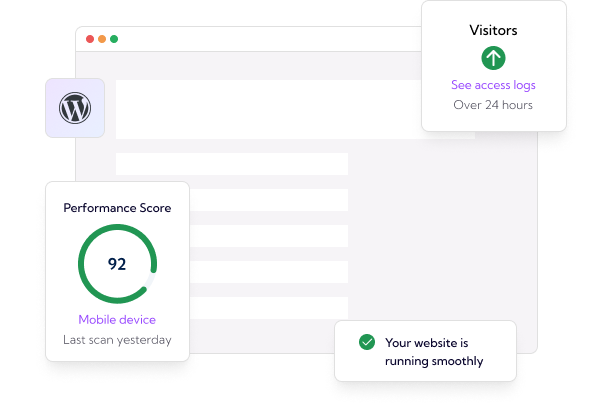 Visitors
See access logs
Over 24 hours
Performance Score
92
Mobile device
Last scan yesterday
Your website is
running smoothly